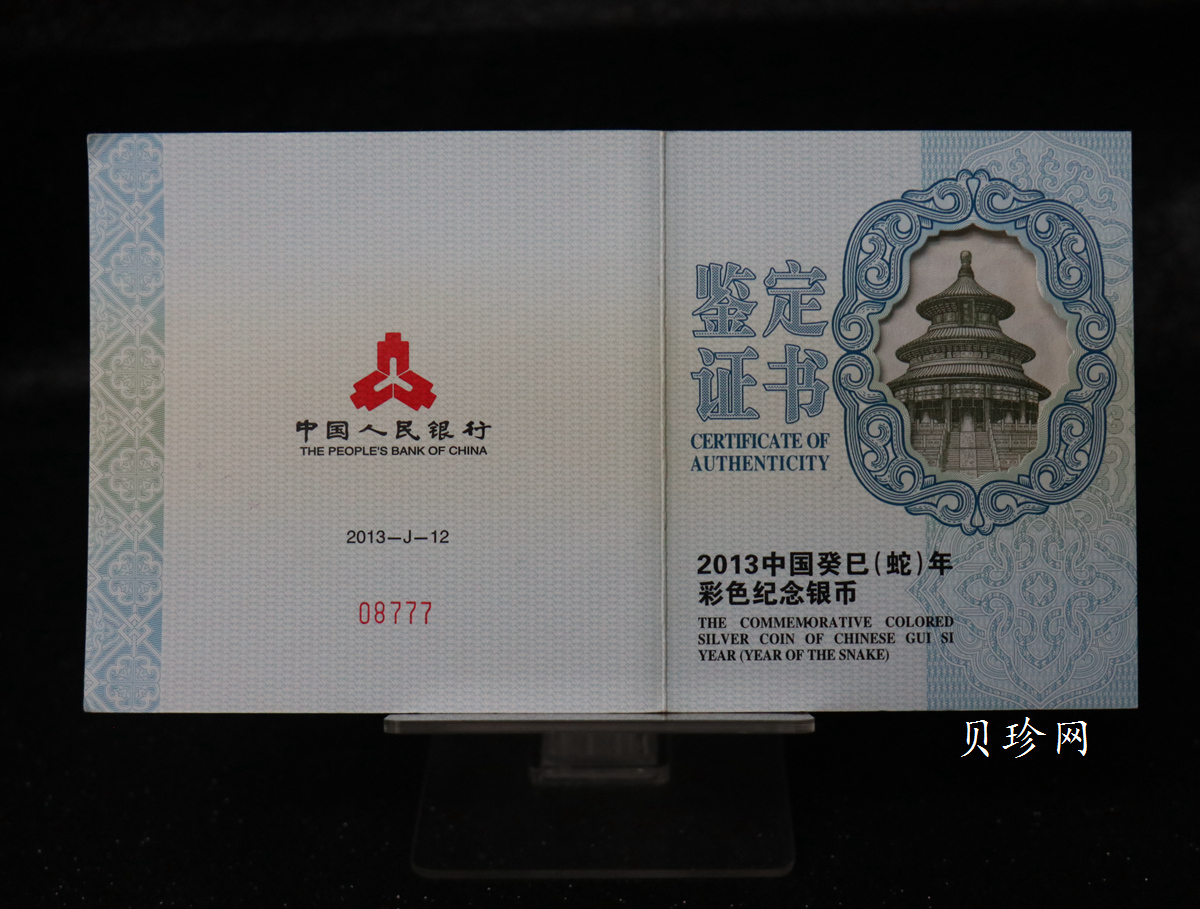 中国人民银行
THE PEOPLE'S BANK OF CHINA
2013—J—12
08777
鉴定
证书
CERTIFICATE OF
AUTHENTICITY
2013中国癸巳(蛇)年
彩色纪念银币
THE COMMEMORATIVE COLORED
SILVER COIN OF CHINESE GUI SI
YEAR (YEAR OF THE SNAKE)
贝珍网